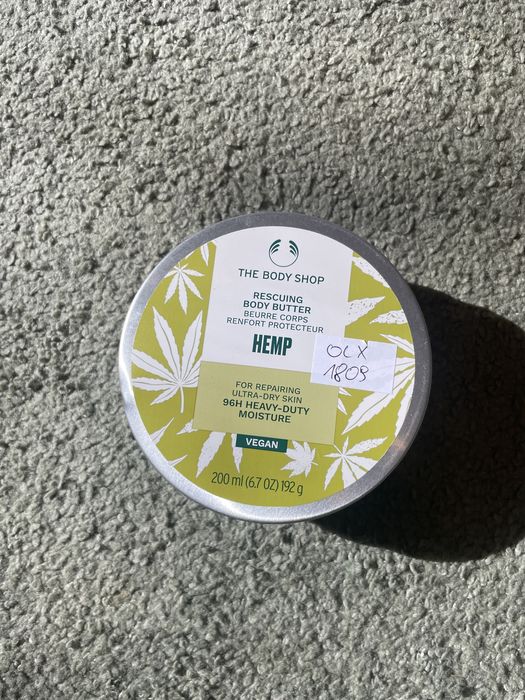 THE BODY SHOP
RESCUING
BODY BUTTER
BEURRE CORPS
RENFORT PROTECTEUR
HEMP
OLX
1809
FOR REPAIRING
ULTRA-DRY SKIN
96H HEAVY-DUTY
MOISTURE
VEGAN
200 ml (6.7 OZ) 192 g